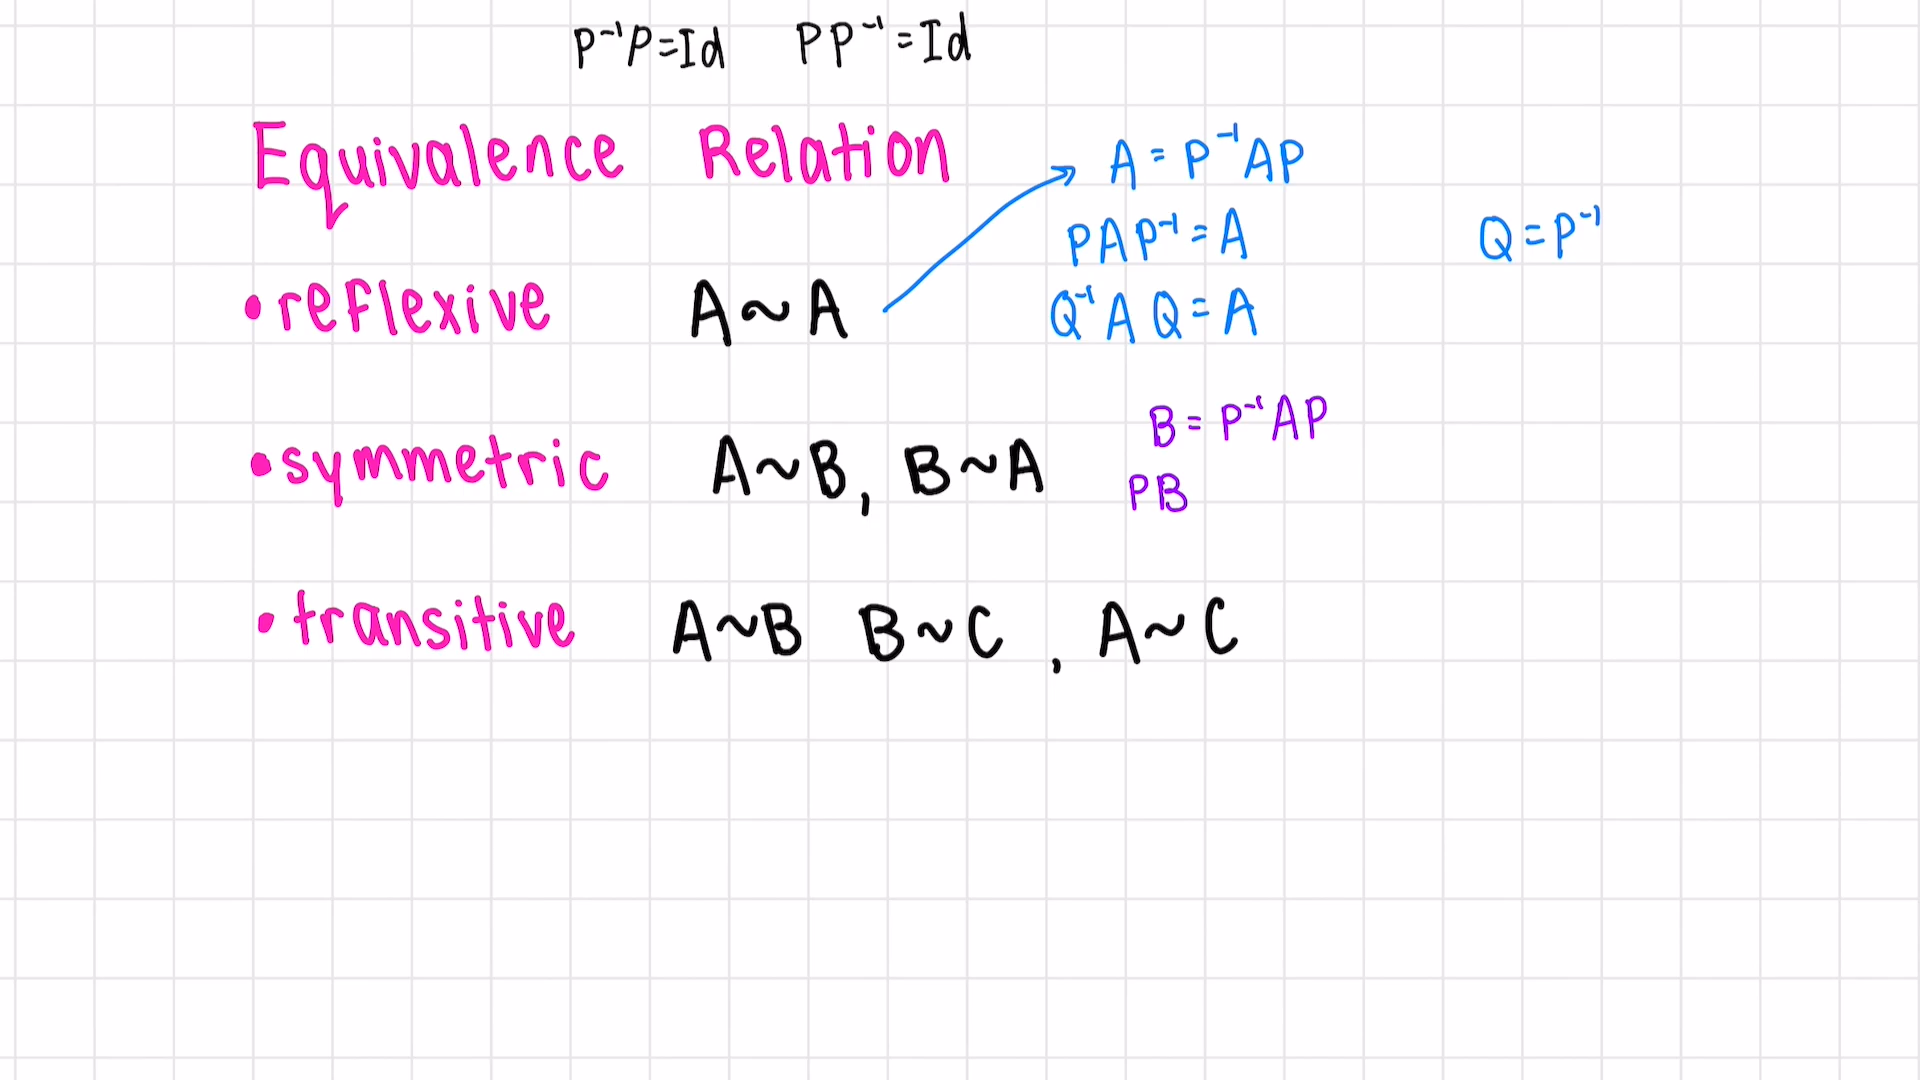 P⁻¹P=Id PP⁻¹=Id
Equivalence Relation
A = P⁻¹AP
PAP⁻¹ = A Q = P⁻¹
• reflexive A ~ A Q⁻¹AQ = A
B = P⁻¹AP
• symmetric A~B, B~A
PB
• transitive A~B B~C , A~C